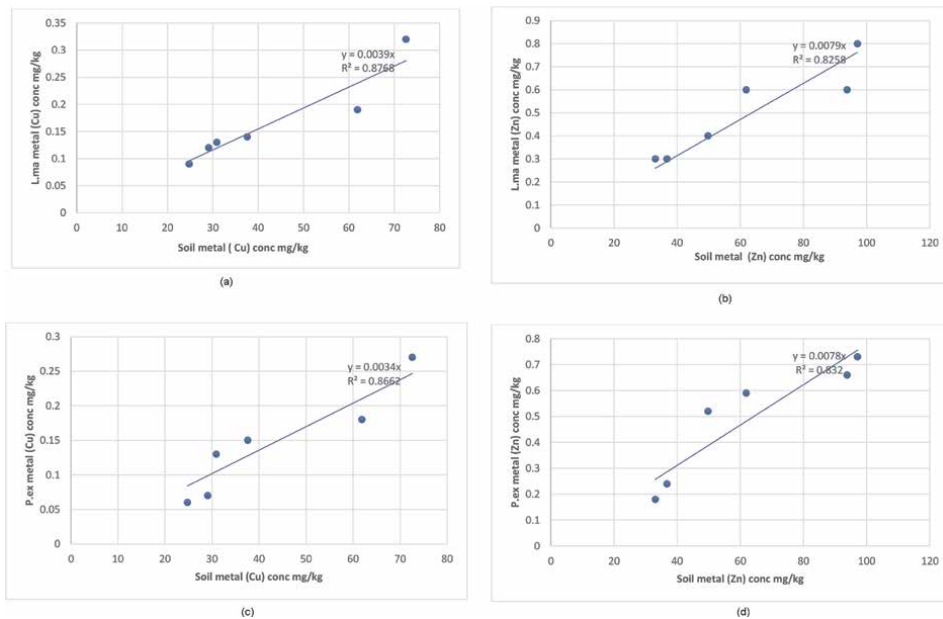 0.35
0.3
0.25
0.2
0.15
0.1
0.05
0
L.ma metal (Cu) conc mg/kg
y = 0.0039x
R² = 0.8768
0 10 20 30 40 50 60 70 80
Soil metal ( Cu) conc mg/kg
(a)
0.9
0.8
0.7
0.6
0.5
0.4
0.3
0.2
0.1
0
L.ma metal (Zn) conc mg/kg
y = 0.0079x
R² = 0.8258
0 20 40 60 80 100 120
Soil metal (Zn) conc mg/kg
(b)
0.3
0.25
0.2
0.15
0.1
0.05
0
P.ex metal (Cu) conc mg/kg
y = 0.0034x
R² = 0.8662
0 10 20 30 40 50 60 70 80
Soil metal (Cu) conc mg/kg
(c)
0.8
0.7
0.6
0.5
0.4
0.3
0.2
0.1
0
P.ex metal (Zn) conc mg/kg
y = 0.0078x
R² = 0.832
0 20 40 60 80 100 120
Soil metal (Zn) conc mg/kg
(d)